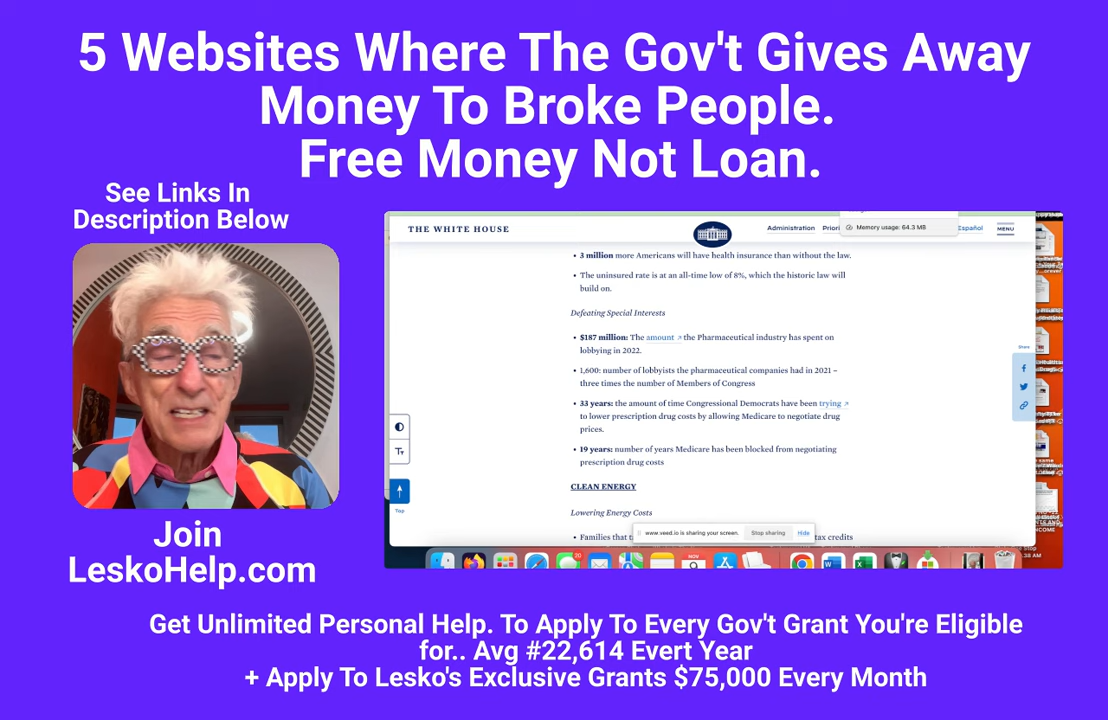 5 Websites Where The Gov't Gives Away
Money To Broke People.
Free Money Not Loan.
See Links In
Description Below
THE WHITE HOUSE
Administration
Memory usage: 64.3 MB
Español
MENU
• 3 million more Americans will have health insurance than without the law.
• The uninsured rate is at an all-time low of 8%, which the historic law will
build on.
Defeating Special Interests
• $187 million: The amount ↗ the Pharmaceutical industry has spent on
lobbying in 2022.
• 1,600: number of lobbyists the pharmaceutical companies had in 2021 –
three times the number of Members of Congress
• 33 years: the amount of time Congressional Democrats have been trying ↗
to lower prescription drug costs by allowing Medicare to negotiate drug
prices.
• 19 years: number of years Medicare has been blocked from negotiating
prescription drug costs
CLEAN ENERGY
Lowering Energy Costs
• Families that
tax credits
www.veed.io is sharing your screen.
Stop sharing
Hide
Share
Top
NOV
9
20
Join
LeskoHelp.com
Get Unlimited Personal Help. To Apply To Every Gov't Grant You're Eligible
for.. Avg #22,614 Evert Year
+ Apply To Lesko's Exclusive Grants $75,000 Every Month